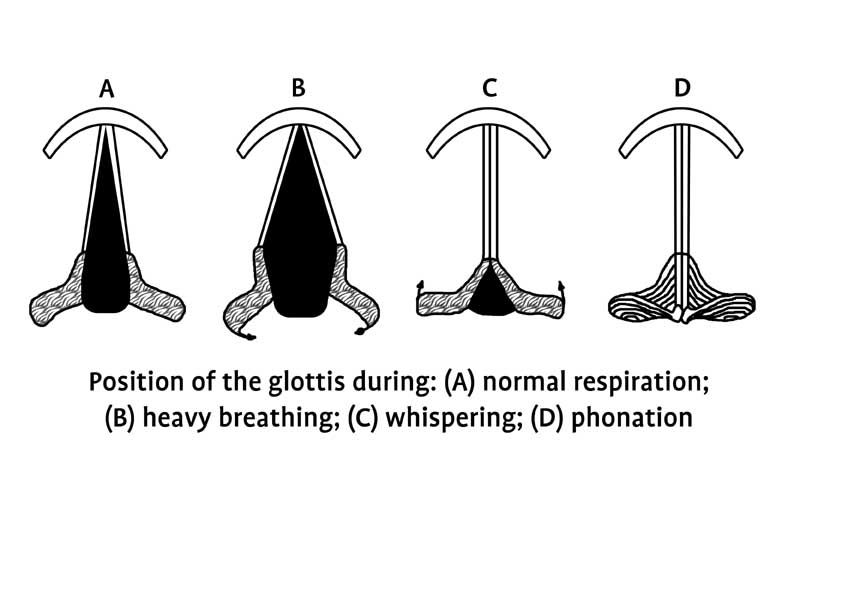 A B C D
Position of the glottis during: (A) normal respiration;
(B) heavy breathing; (C) whispering; (D) phonation